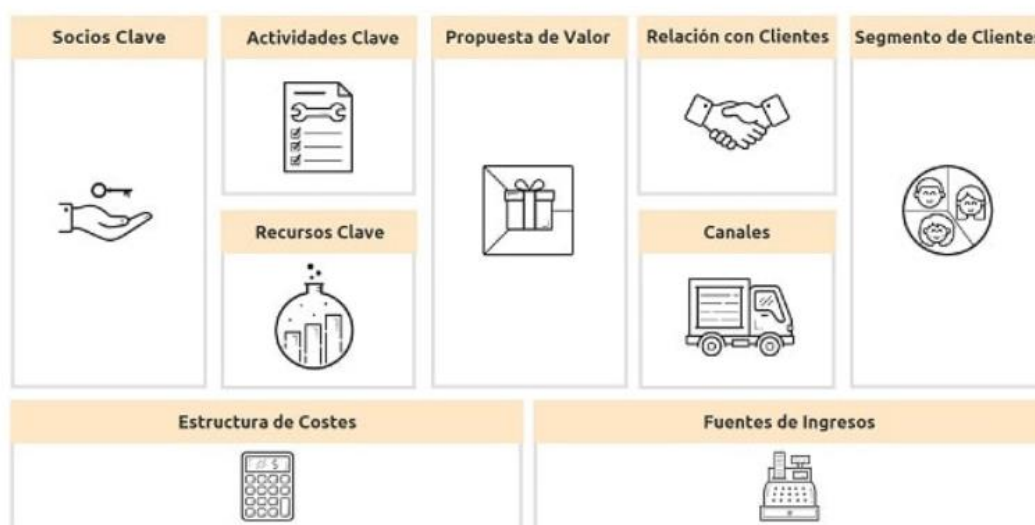 Socios Clave
Actividades Clave
Propuesta de Valor
Relación con Clientes
Segmento de Clientes
Recursos Clave
Canales
Estructura de Costes
Fuentes de Ingresos